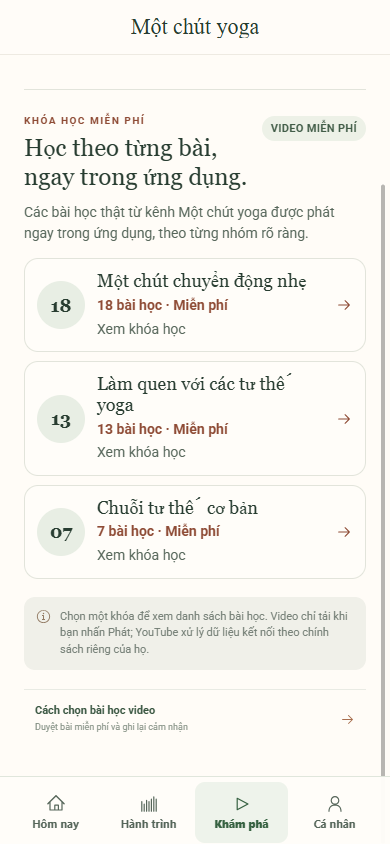 Một chút yoga
KHÓA HỌC MIỄN PHÍ
VIDEO MIỄN PHÍ
Học theo từng bài,
ngay trong ứng dụng.
Các bài học thật từ kênh Một chút yoga được phát
ngay trong ứng dụng, theo từng nhóm rõ ràng.
18
Một chút chuyển động nhẹ
18 bài học · Miễn phí
Xem khóa học
→
13
Làm quen với các tư thế
yoga
13 bài học · Miễn phí
Xem khóa học
→
07
Chuỗi tư thế cơ bản
7 bài học · Miễn phí
Xem khóa học
→
Chọn một khóa để xem danh sách bài học. Video chỉ tải khi
bạn nhấn Phát; YouTube xử lý dữ liệu kết nối theo chính
sách riêng của họ.
Cách chọn bài học video
Duyệt bài miễn phí và ghi lại cảm nhận
→
Hôm nay
Hành trình
Khám phá
Cá nhân